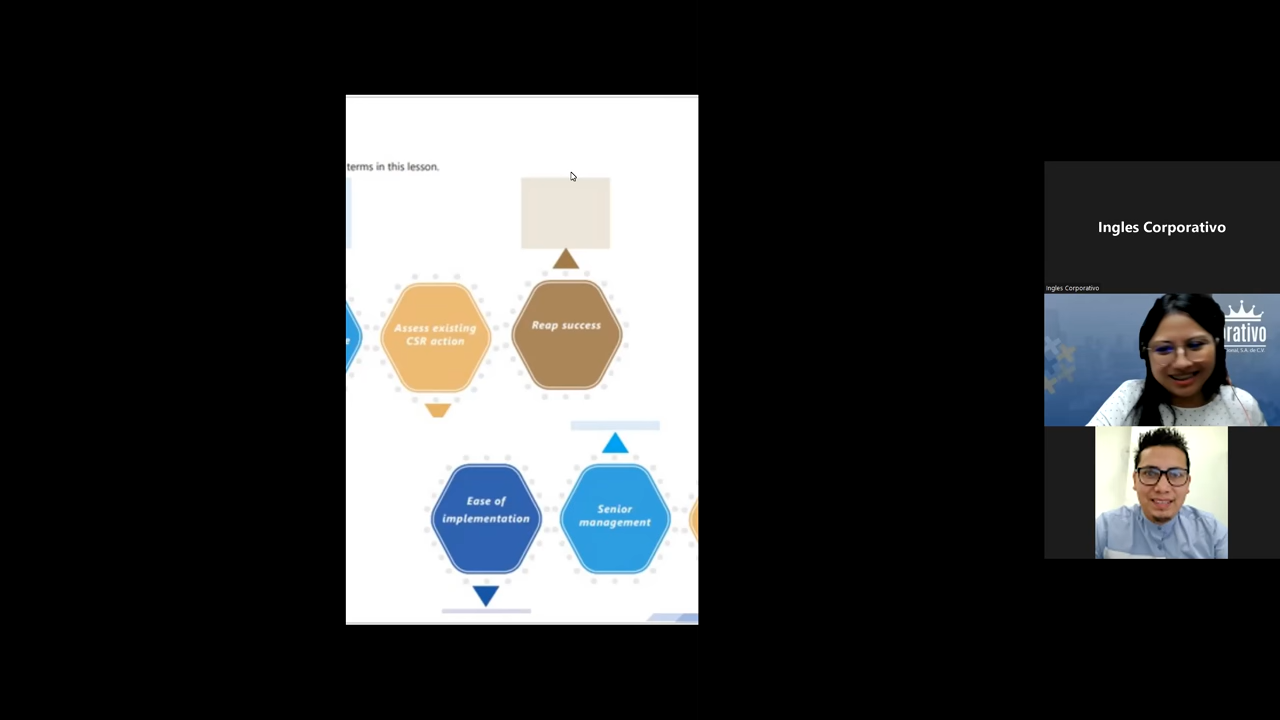 terms in this lesson.
Assess existing
CSR action
Reap success
e
Ease of
implementation
Senior
management
Ingles Corporativo
Ingles Corporativo
rativo